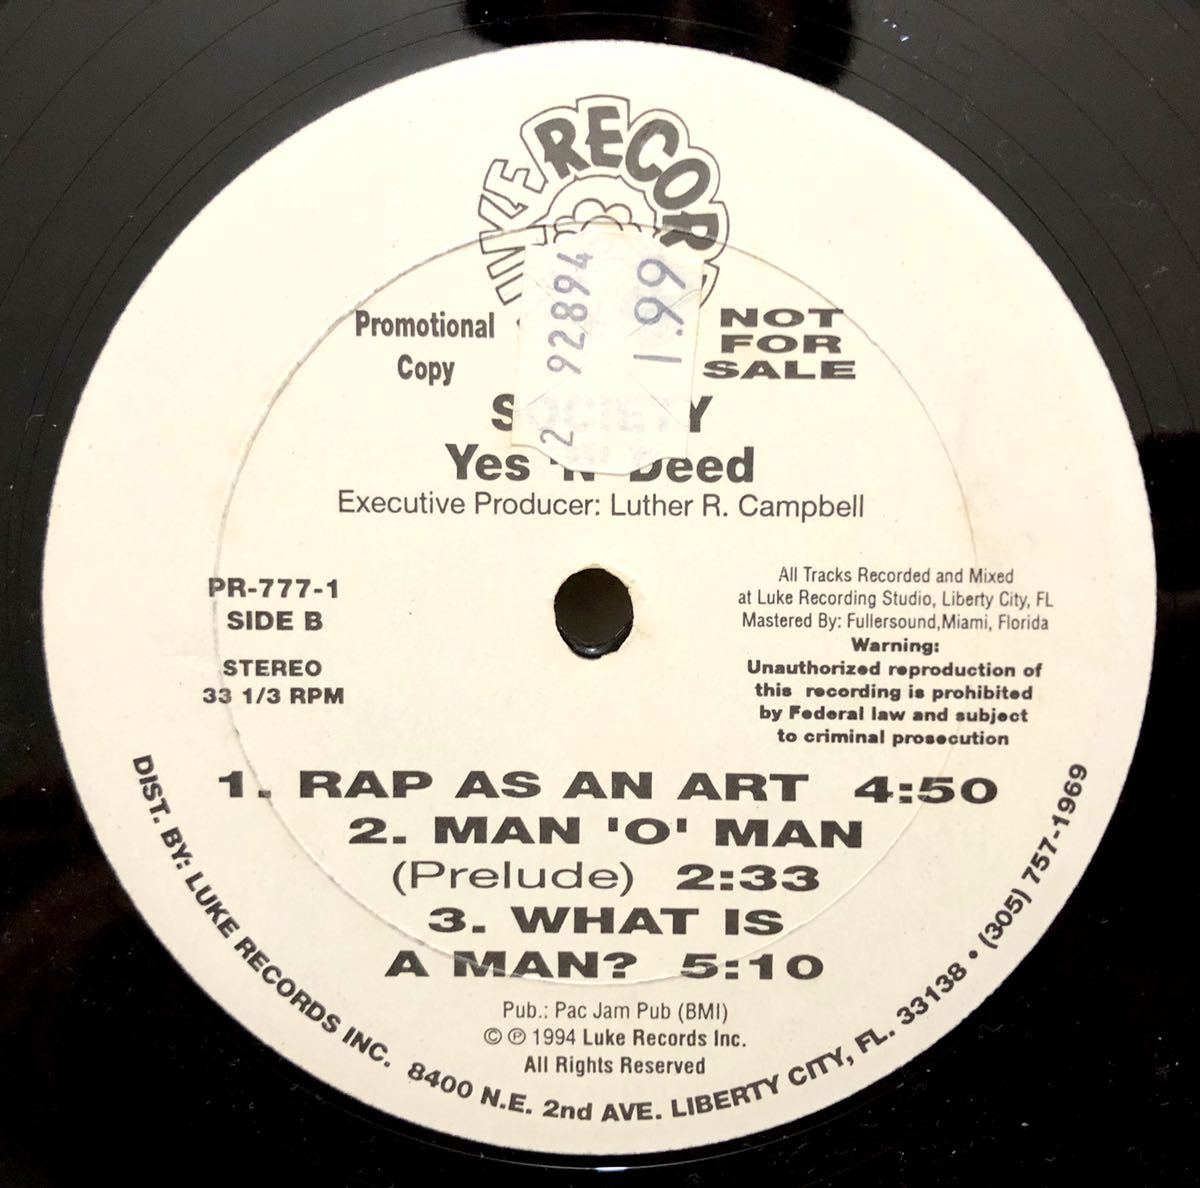 LUKE RECOR
Promotional
Copy
NOT
FOR
SALE
2 92894
1.99
SOCIETY
Yes 'N' Deed
Executive Producer: Luther R. Campbell
PR-777-1
SIDE B
STEREO
33 1/3 RPM
All Tracks Recorded and Mixed
at Luke Recording Studio, Liberty City, FL
Mastered By: Fullersound,Miami, Florida
Warning:
Unauthorized reproduction of
this recording is prohibited
by Federal law and subject
to criminal prosecution
1. RAP AS AN ART 4:50
2. MAN 'O' MAN
(Prelude) 2:33
3. WHAT IS
A MAN? 5:10
Pub.: Pac Jam Pub (BMI)
© ℗ 1994 Luke Records Inc.
All Rights Reserved
DIST. BY: LUKE RECORDS INC. 8400 N.E. 2nd AVE. LIBERTY CITY, FL. 33138 • (305) 757-1969